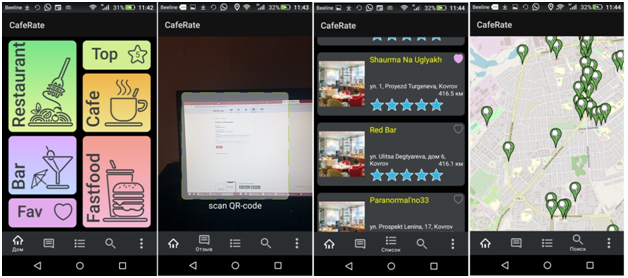 Beeline 31% 11:42
CafeRate
Restaurant
Top 5
Cafe
Bar
Fastfood
Fav
Дом
Beeline 31% 11:43
CafeRate
scan QR-code
Отзыв
Beeline 32% 11:43
CafeRate
Shaurma Na Uglyakh
ул. 1, Proyezd Turgeneva, Kovrov
416.5 км
Red Bar
ул. Ulitsa Degtyareva, дом 6,
Kovrov
416.1 км
Paranormal'no33
ул. Prospekt Lenina, 17, Kovrov
Список
Beeline 32% 11:44
CafeRate
Поиск